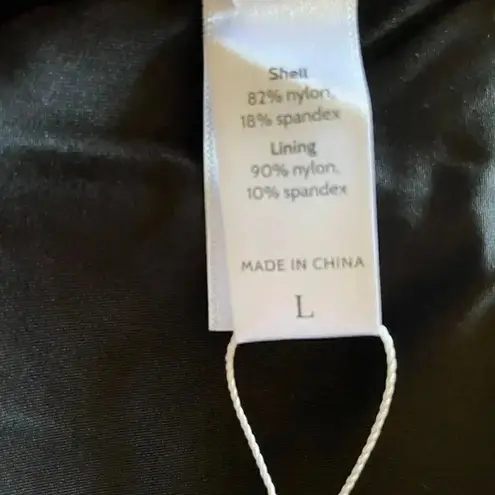 Shell
82% nylon,
18% spandex
Lining
90% nylon,
10% spandex
MADE IN CHINA
L